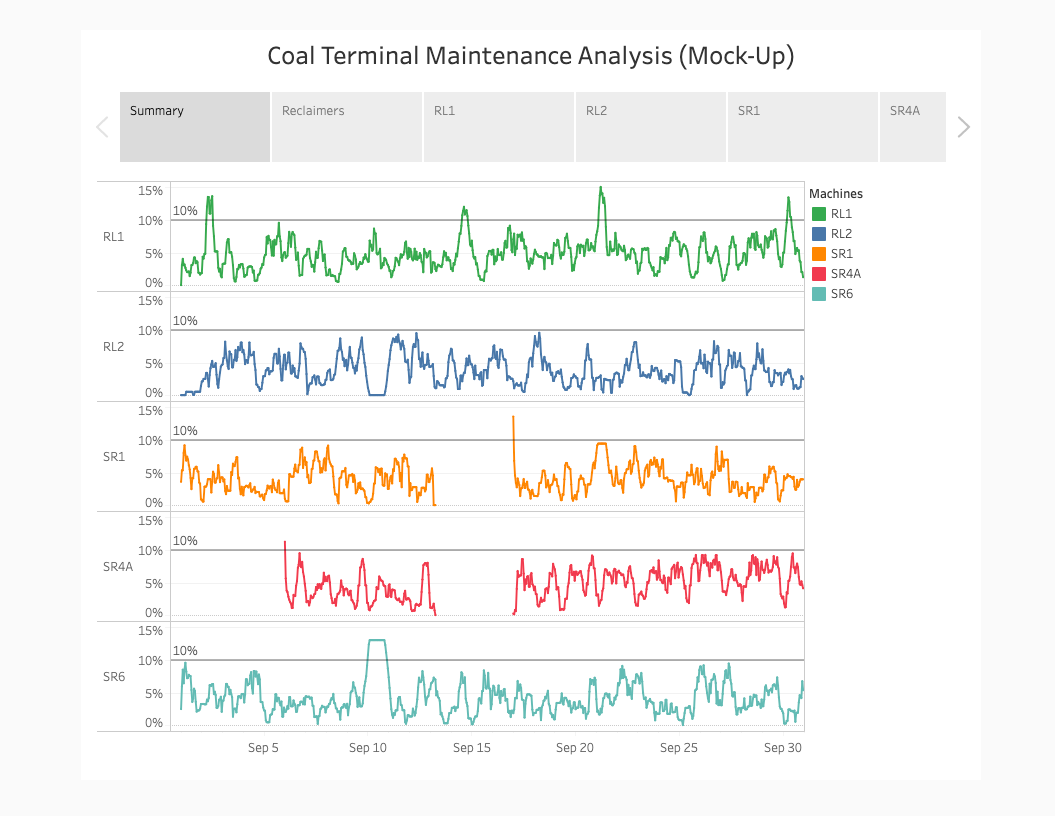 Coal Terminal Maintenance Analysis (Mock-Up)
Summary
Reclaimers
RL1
RL2
SR1
SR4A
Machines
RL1
RL2
SR1
SR4A
SR6
RL1
15%
10%
5%
0%
10%
RL2
15%
10%
5%
0%
10%
SR1
15%
10%
5%
0%
10%
SR4A
15%
10%
5%
0%
10%
SR6
15%
10%
5%
0%
10%
Sep 5
Sep 10
Sep 15
Sep 20
Sep 25
Sep 30